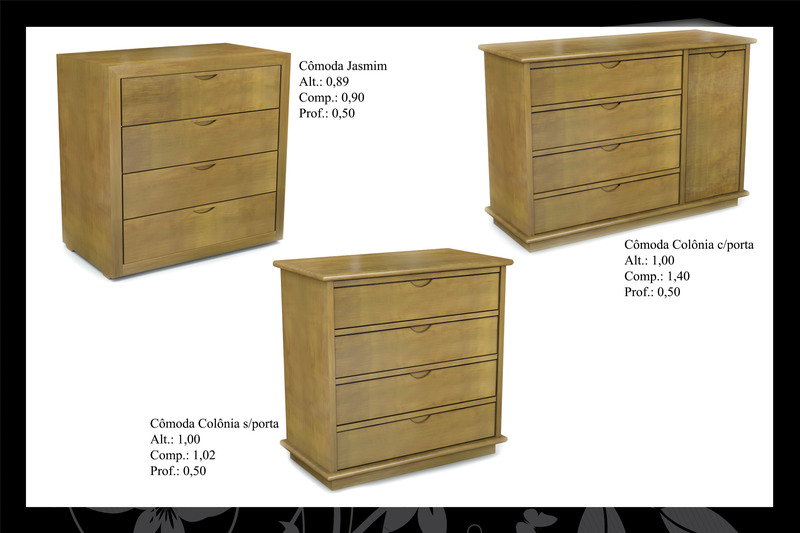 Cômoda Jasmim
Alt.: 0,89
Comp.: 0,90
Prof.: 0,50
Cômoda Colônia c/porta
Alt.: 1,00
Comp.: 1,40
Prof.: 0,50
Cômoda Colônia s/porta
Alt.: 1,00
Comp.: 1,02
Prof.: 0,50